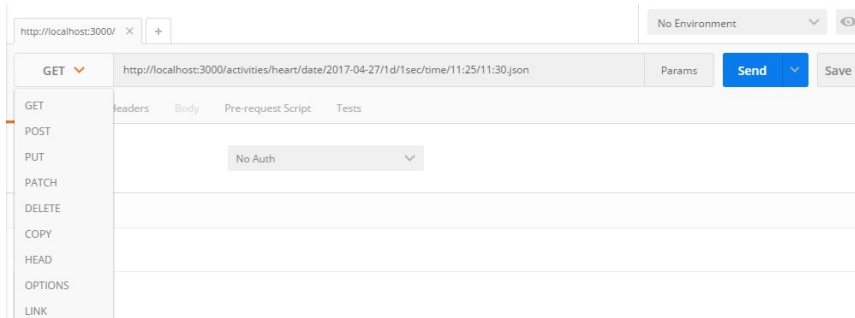 http://localhost:3000/
+
No Environment
GET http://localhost:3000/activities/heart/date/2017-04-27/1d/1sec/time/11:25/11:30.json Params Send Save
GET
Headers Body Pre-request Script Tests
POST
PUT
No Auth
PATCH
DELETE
COPY
HEAD
OPTIONS
LINK